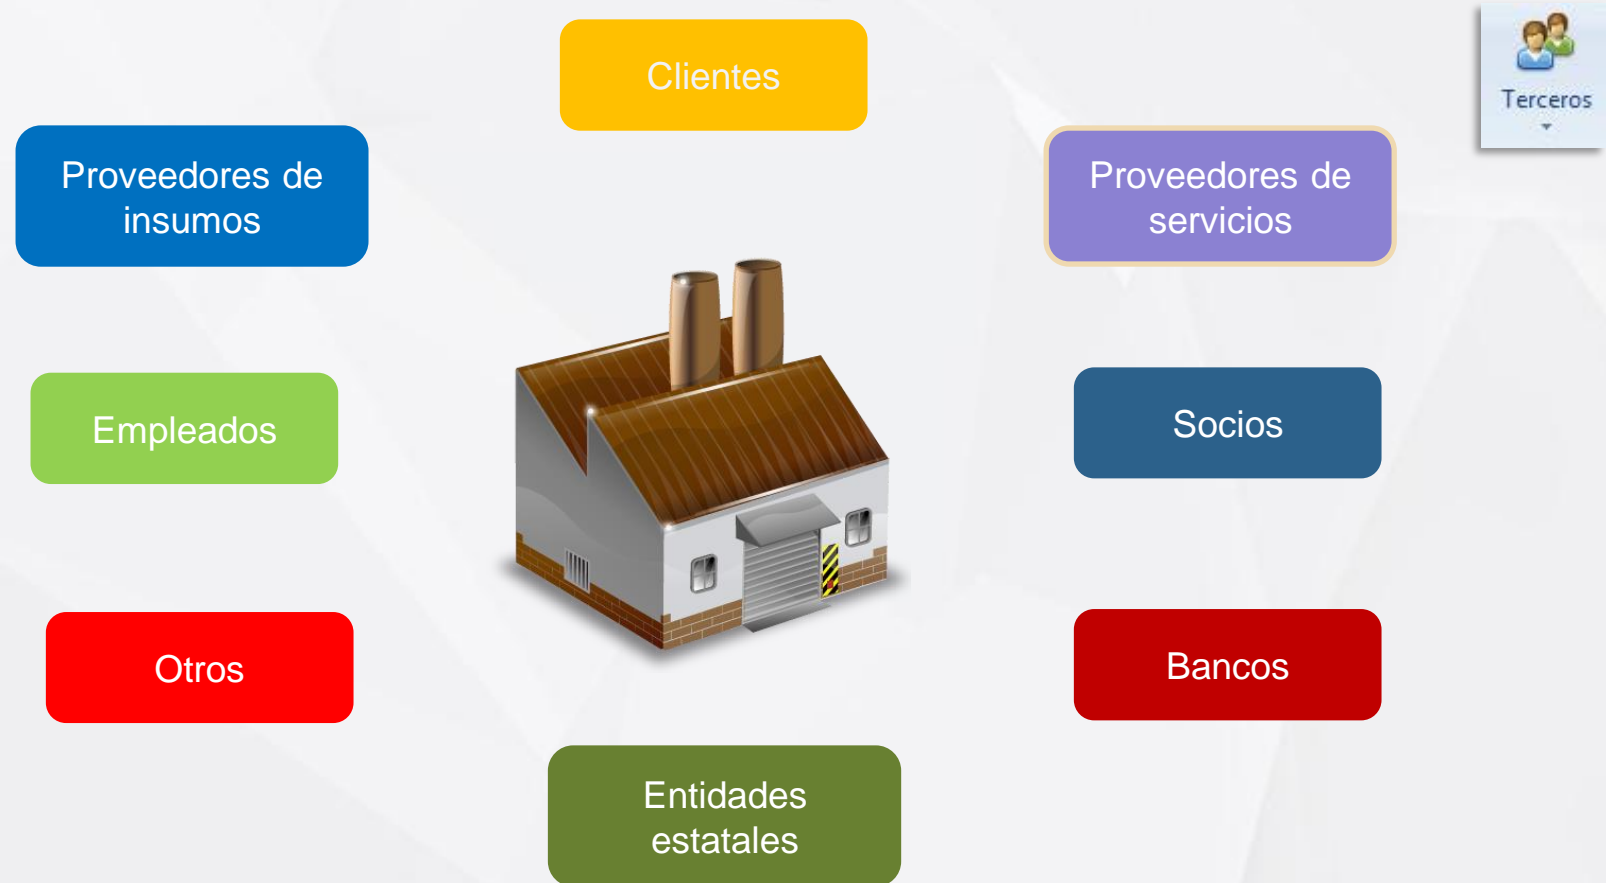 Clientes
Terceros
Proveedores de
insumos
Proveedores de
servicios
Empleados
Socios
Otros
Bancos
Entidades
estatales